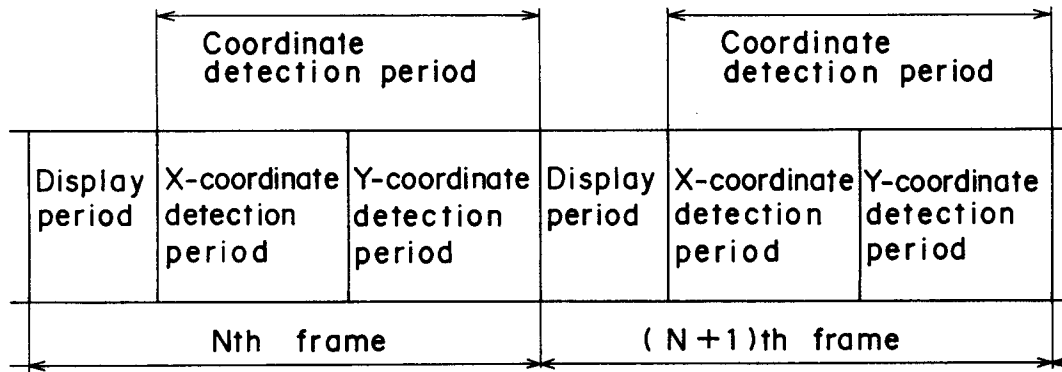 Coordinate
detection period
Coordinate
detection period
Display
period
X-coordinate
detection
period
Y-coordinate
detection
period
Display
period
X-coordinate
detection
period
Y-coordinate
detection
period
Nth frame
(N+1)th frame